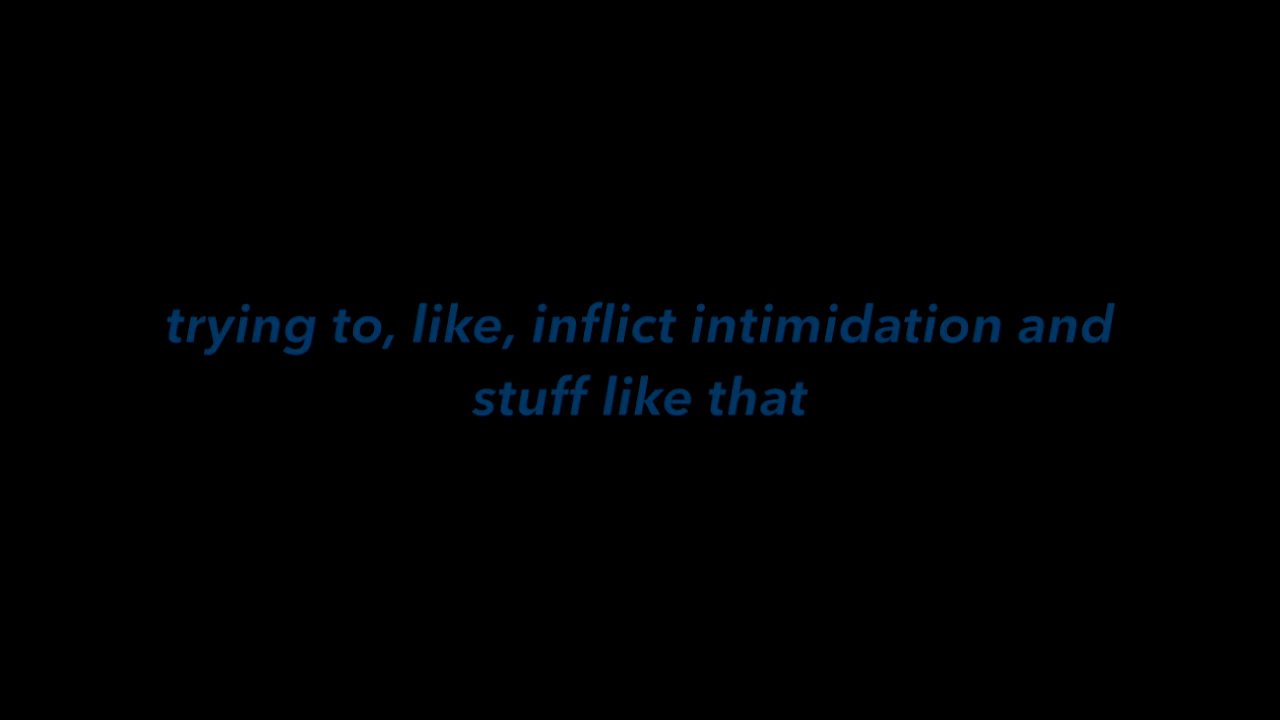 trying to, like, inflict intimidation and
stuff like that